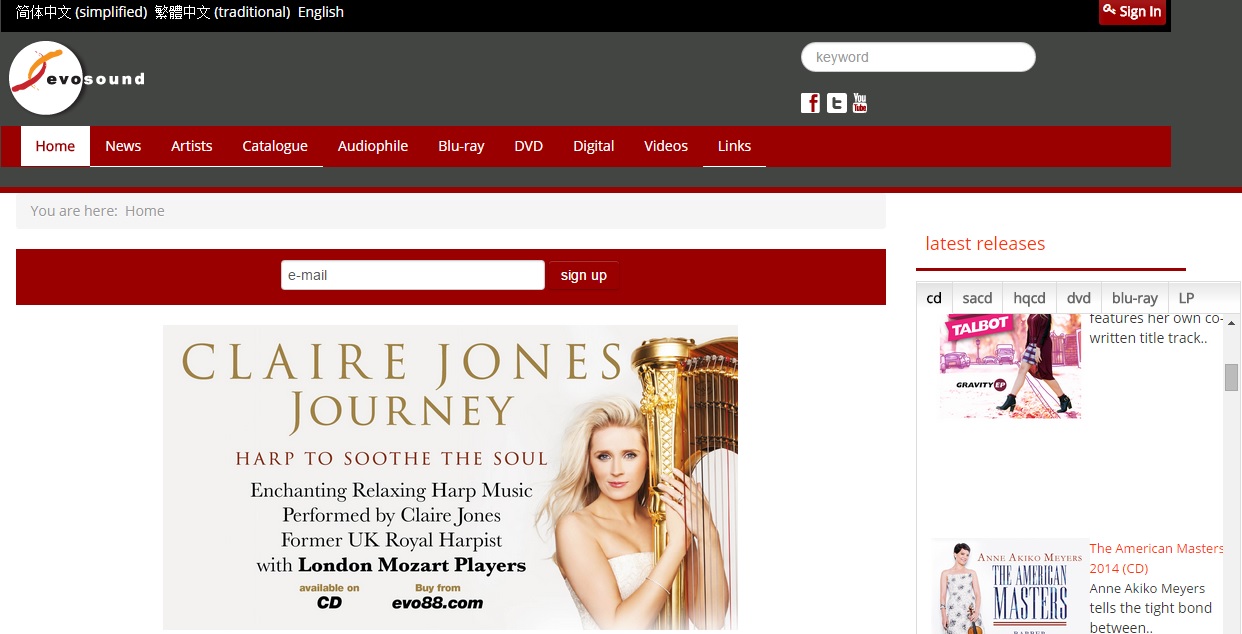 简体中文 (simplified) 繁體中文 (traditional) English
Sign In
evosound
keyword
You Tube
Home News Artists Catalogue Audiophile Blu-ray DVD Digital Videos Links
You are here: Home
e-mail sign up
CLAIRE JONES
JOURNEY
HARP TO SOOTHE THE SOUL
Enchanting Relaxing Harp Music
Performed by Claire Jones
Former UK Royal Harpist
with London Mozart Players
available on
CD
Buy from
evo88.com
latest releases
cd sacd hqcd dvd blu-ray LP
TALBOT
GRAVITY EP
features her own co-
written title track..
ANNE AKIKO MEYERS
THE AMERICAN
MASTERS
BARBER
The American Masters
2014 (CD)
Anne Akiko Meyers
tells the tight bond
between..